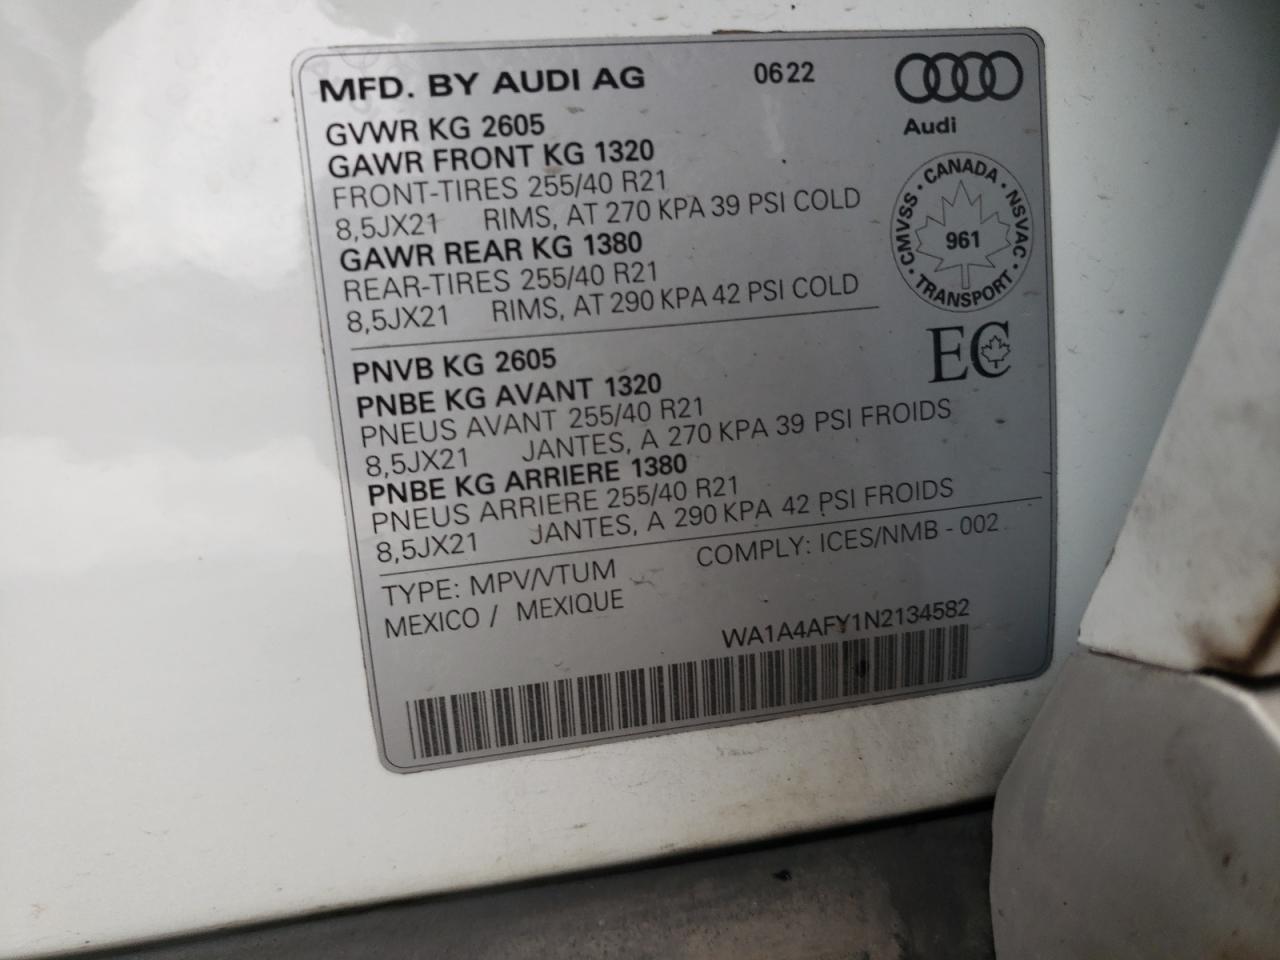 MFD. BY AUDI AG 0622
Audi
GVWR KG 2605
GAWR FRONT KG 1320
FRONT-TIRES 255/40 R21
8,5JX21 RIMS, AT 270 KPA 39 PSI COLD
GAWR REAR KG 1380
REAR-TIRES 255/40 R21
8,5JX21 RIMS, AT 290 KPA 42 PSI COLD
CANADA · NSVAC · TRANSPORT · CMVSS ·
961
EC
PNVB KG 2605
PNBE KG AVANT 1320
PNEUS AVANT 255/40 R21
8,5JX21 JANTES, A 270 KPA 39 PSI FROIDS
PNBE KG ARRIERE 1380
PNEUS ARRIERE 255/40 R21
8,5JX21 JANTES, A 290 KPA 42 PSI FROIDS
TYPE: MPV/VTUM COMPLY: ICES/NMB - 002
MEXICO / MEXIQUE
WA1A4AFY1N2134582